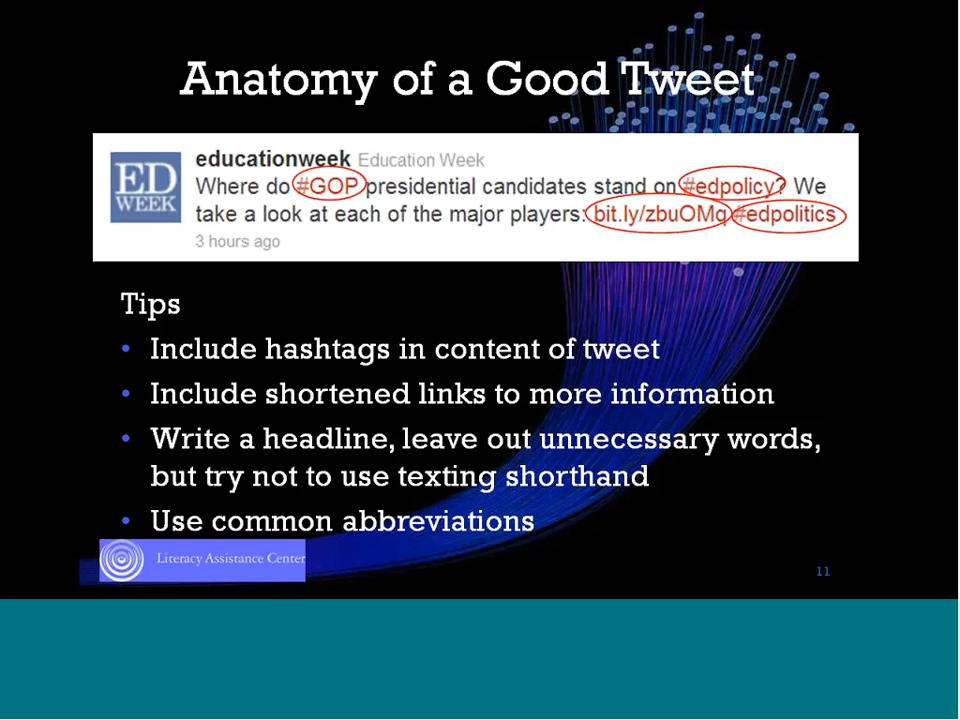 Anatomy of a Good Tweet
ED
WEEK
educationweek Education Week
Where do #GOP presidential candidates stand on #edpolicy? We
take a look at each of the major players: bit.ly/zbuOMq #edpolitics
3 hours ago
Tips
• Include hashtags in content of tweet
• Include shortened links to more information
• Write a headline, leave out unnecessary words,
but try not to use texting shorthand
• Use common abbreviations
Literacy Assistance Center
11